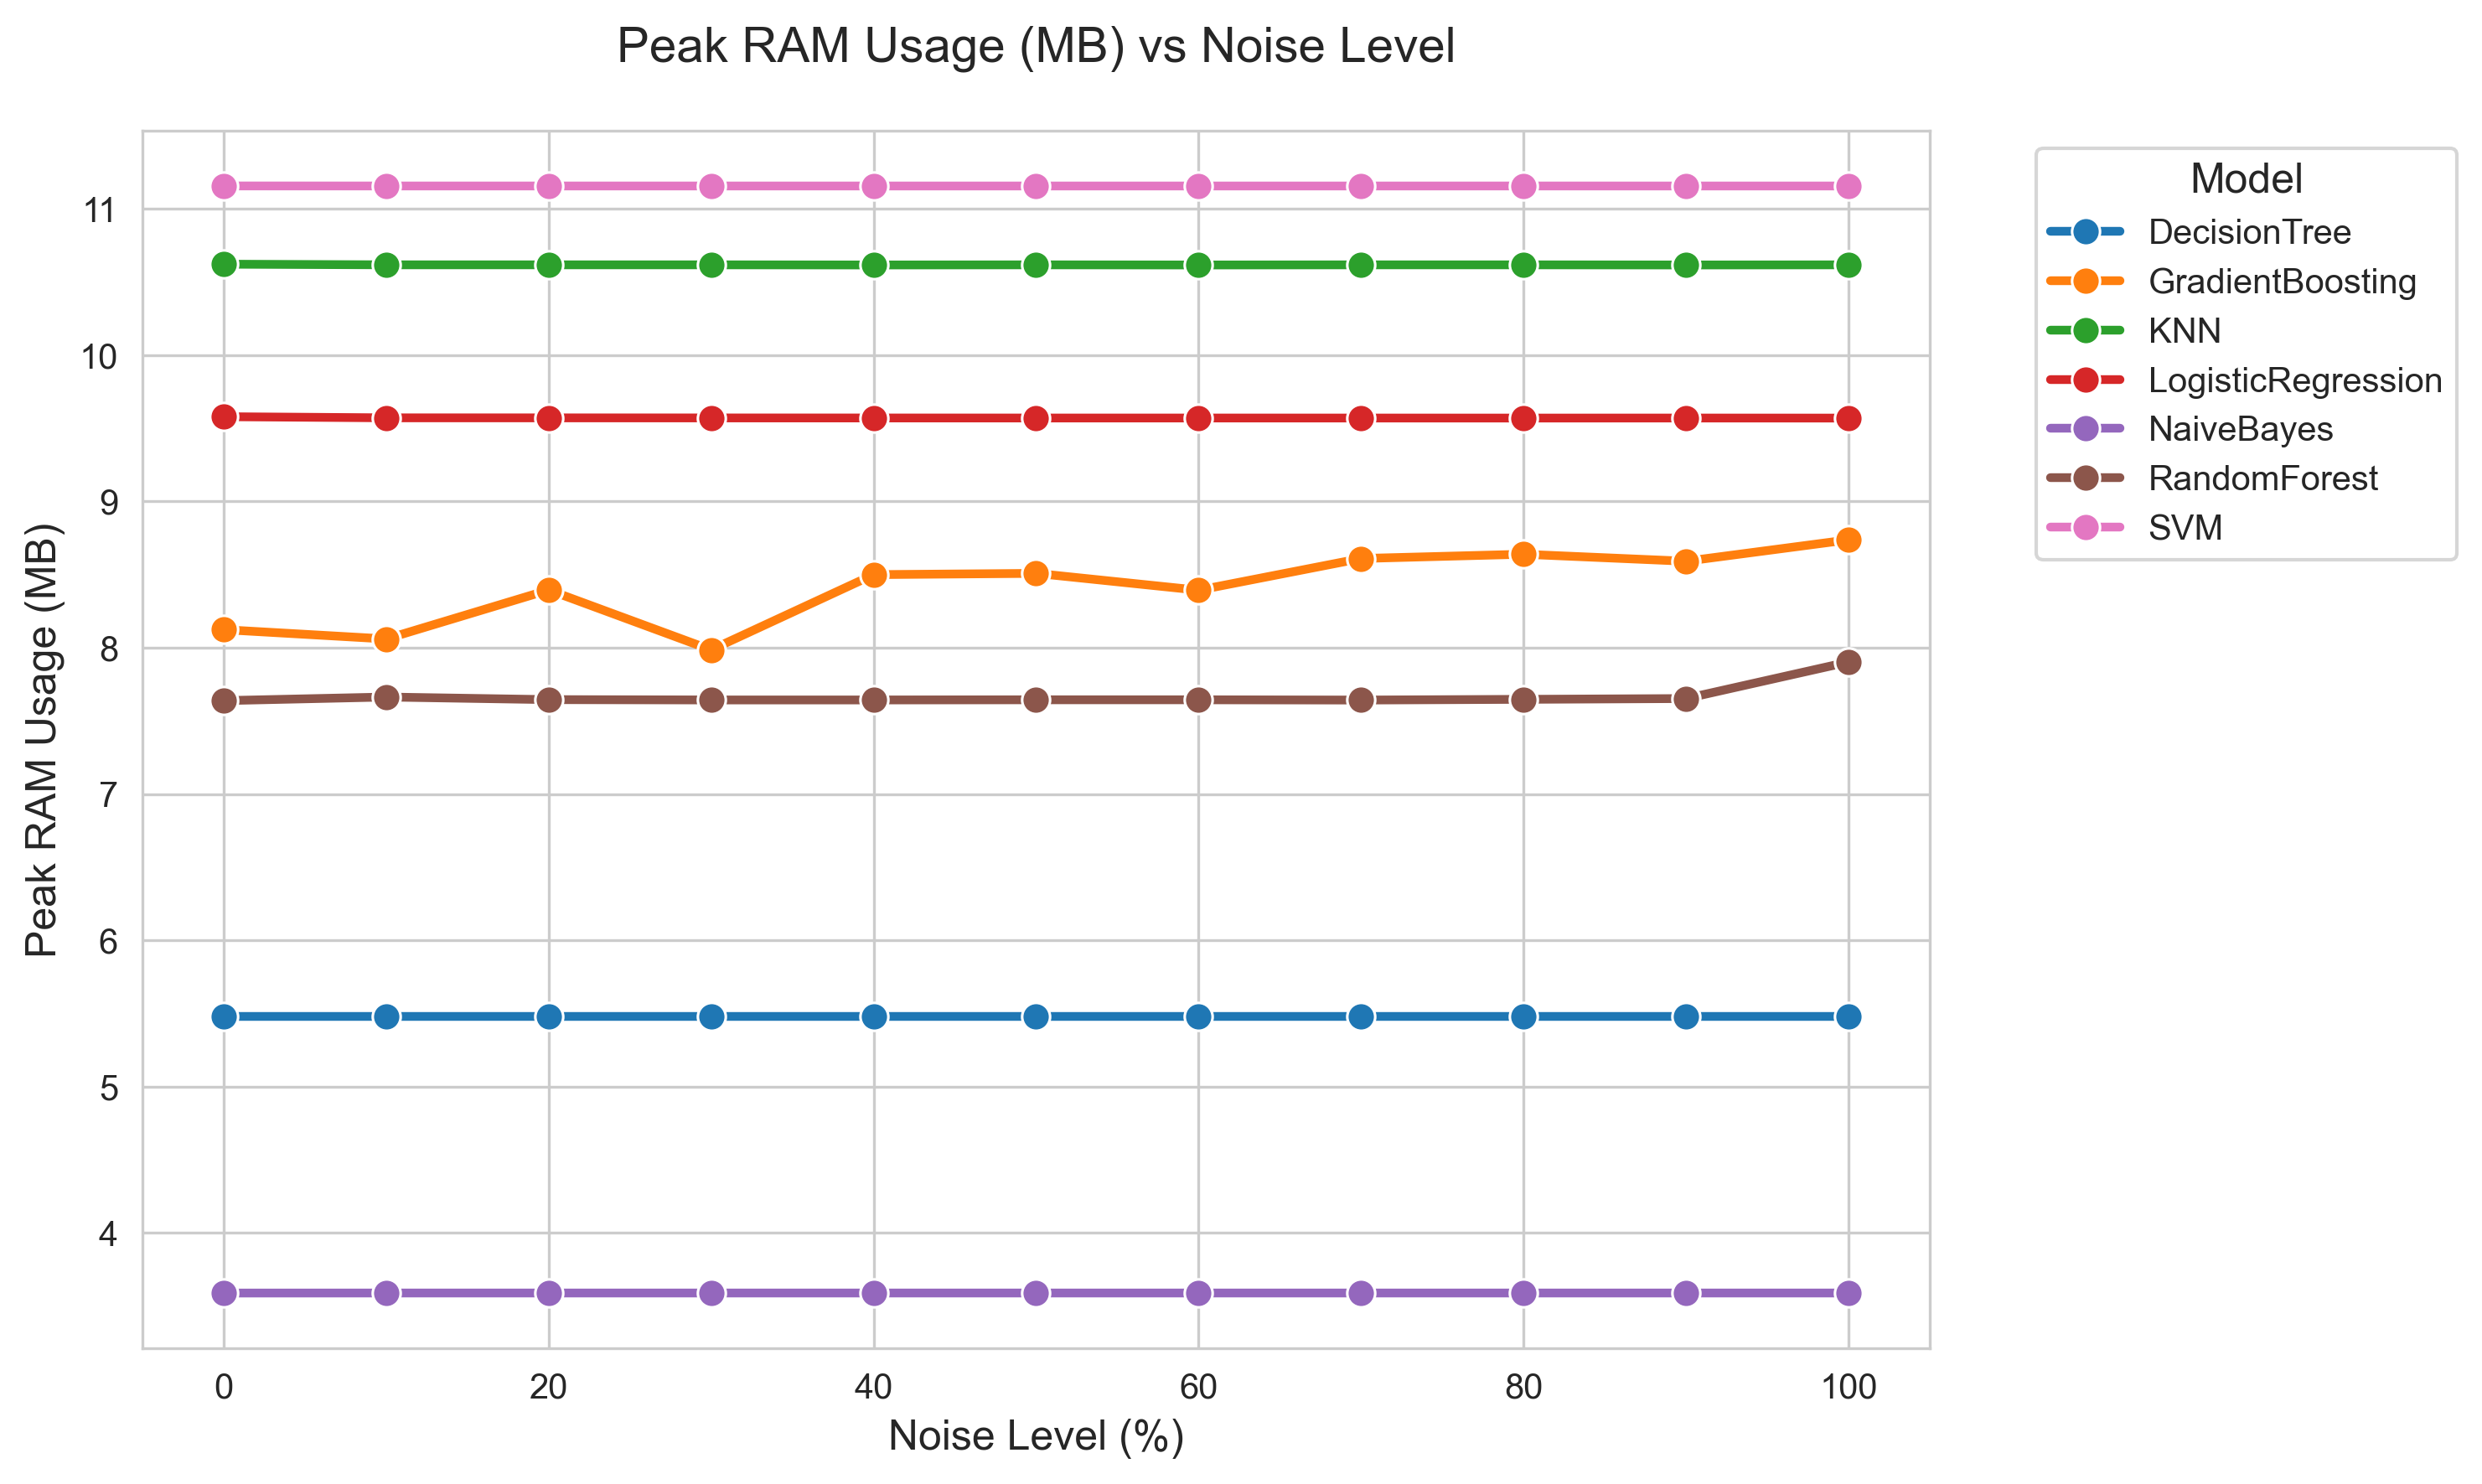 Peak RAM Usage (MB) vs Noise Level
Peak RAM Usage (MB)
11
10
9
8
7
6
5
4
0 20 40 60 80 100
Noise Level (%)
Model
DecisionTree
GradientBoosting
KNN
LogisticRegression
NaiveBayes
RandomForest
SVM